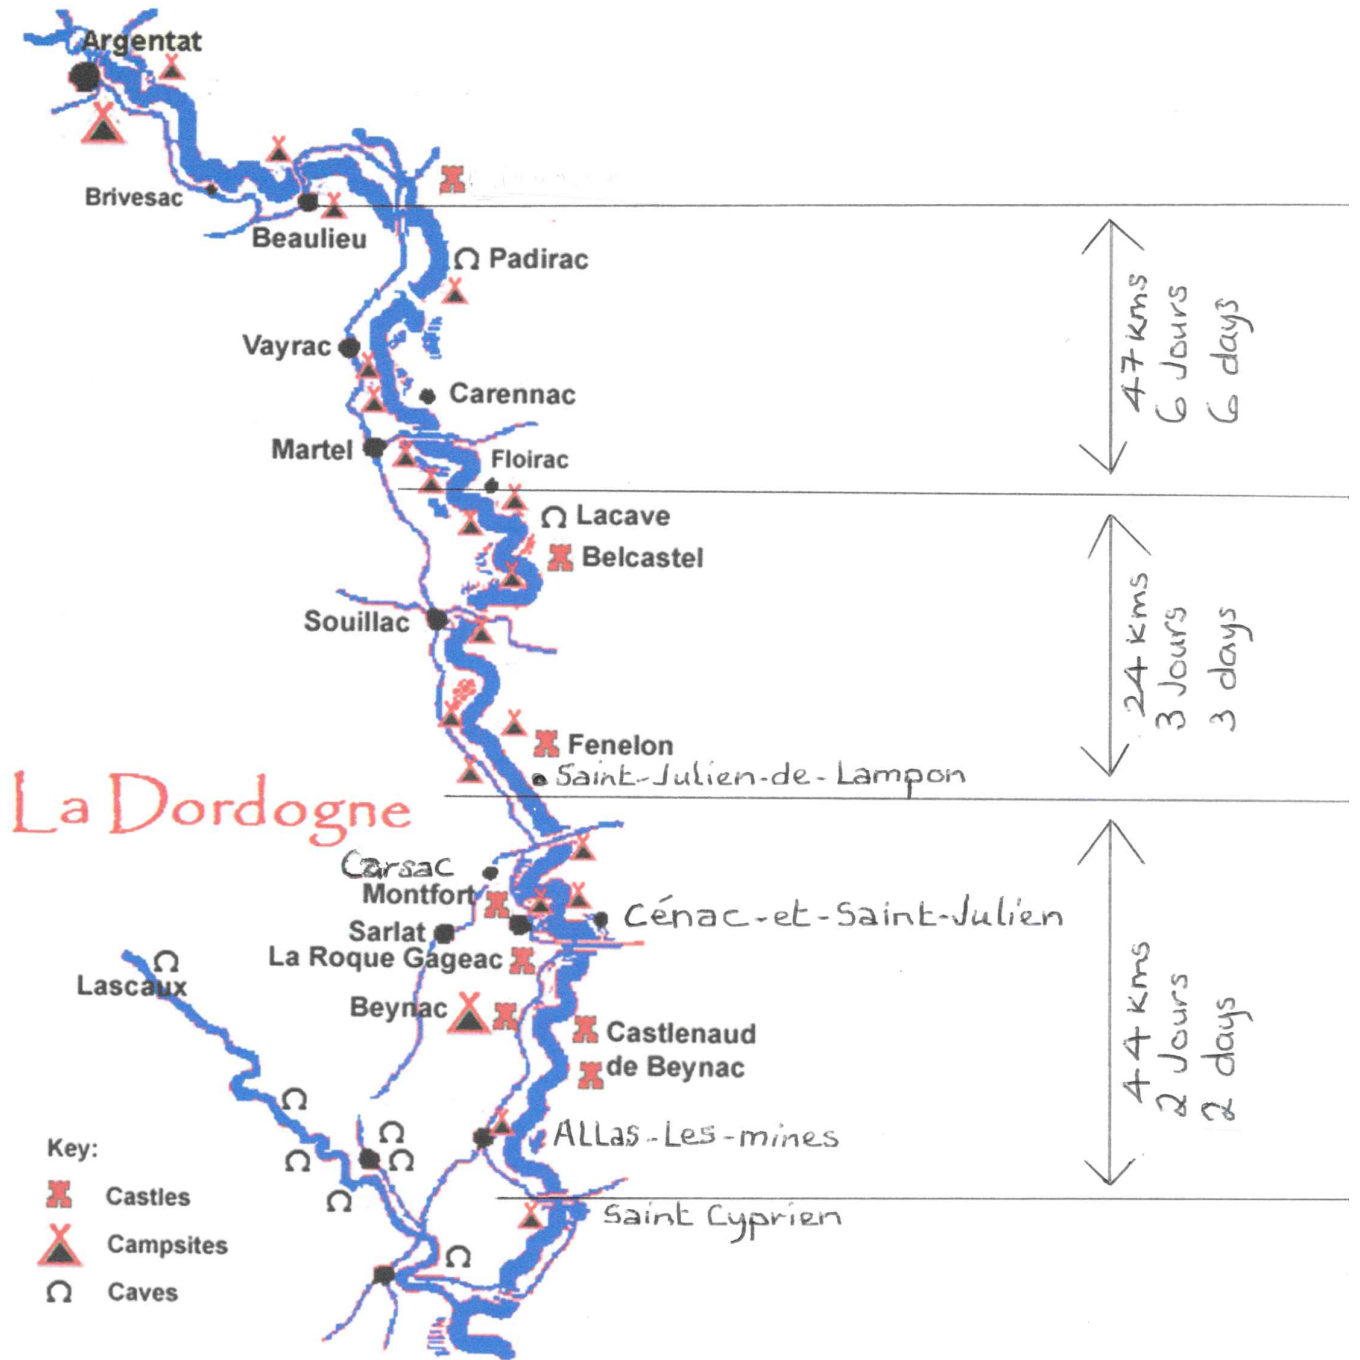 Argentat
Brivesac
Beaulieu
Padirac
Vayrac
Carennac
Martel
Floirac
Lacave
Belcastel
Souillac
Fenelon
Saint-Julien-de-Lampon
La Dordogne
Carsac
Montfort
Cénac-et-Saint-Julien
Sarlat
La Roque Gageac
Lascaux
Beynac
Castlenaud
de Beynac
ALLas-Les-mines
Saint Cyprien
Key:
Castles
Campsites
Caves
47 kms
6 Jours
6 days
24 kms
3 Jours
3 days
44 kms
2 Jours
2 days